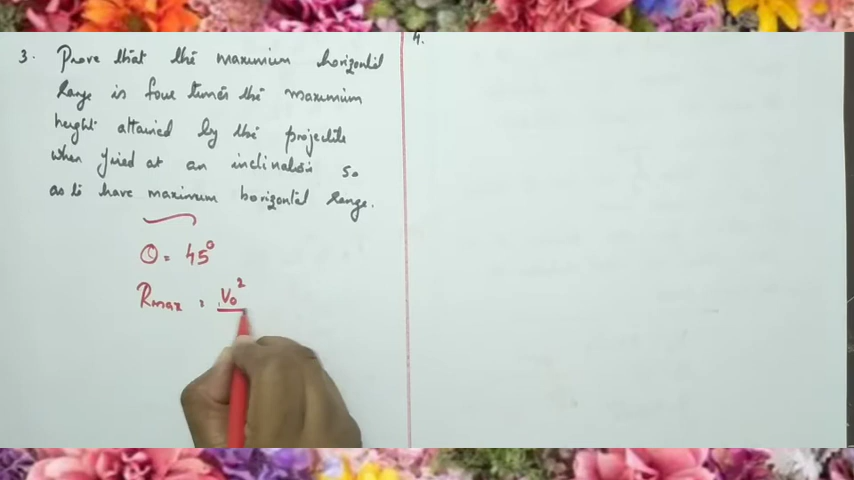 3. Prove that the maximum horizontal
Range is four times the maximum
height attained by the projectile
when fired at an inclination so
as to have maximum horizontal Range.
θ = 45°
Rmax = V₀²
4.